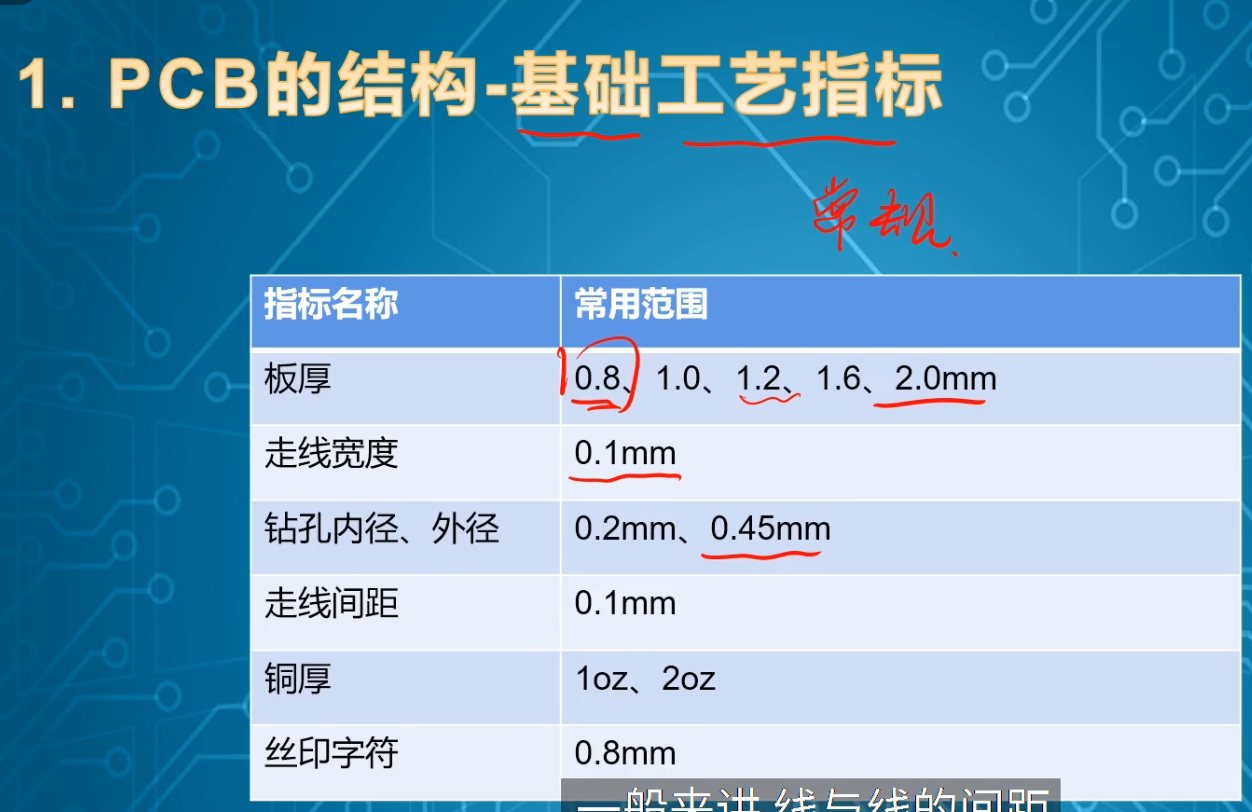 1. PCB的结构-基础工艺指标
常规.
指标名称 常用范围
板厚 0.8、1.0、1.2、1.6、2.0mm
走线宽度 0.1mm
钻孔内径、外径 0.2mm、0.45mm
走线间距 0.1mm
铜厚 1oz、2oz
丝印字符 0.8mm
一般来讲 线与线的间距